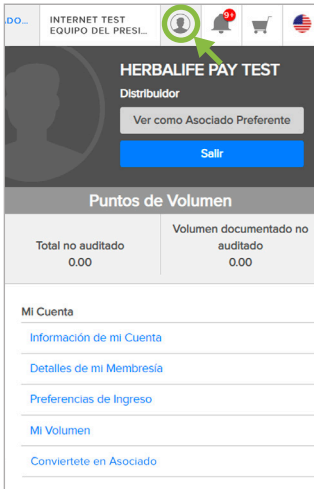 DO...
INTERNET TEST
EQUIPO DEL PRESI...
9+
HERBALIFE PAY TEST
Distribuidor
Ver como Asociado Preferente
Salir
Puntos de Volumen
Total no auditado
0.00
Volumen documentado no
auditado
0.00
Mi Cuenta
Información de mi Cuenta
Detalles de mi Membresía
Preferencias de Ingreso
Mi Volumen
Conviertete en Asociado